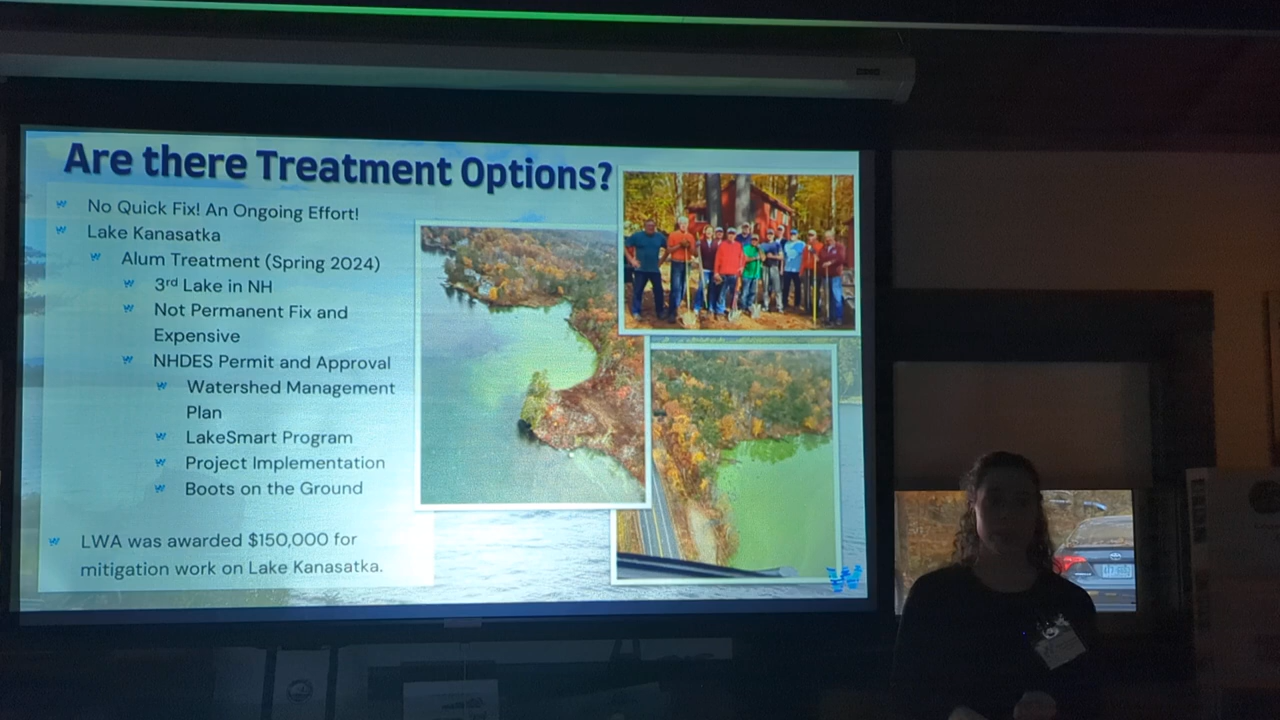 Are there Treatment Options?
No Quick Fix! An Ongoing Effort!
Lake Kanasatka
Alum Treatment (Spring 2024)
3rd Lake in NH
Not Permanent Fix and
Expensive
NHDES Permit and Approval
Watershed Management
Plan
LakeSmart Program
Project Implementation
Boots on the Ground
LWA was awarded $150,000 for
mitigation work on Lake Kanasatka.